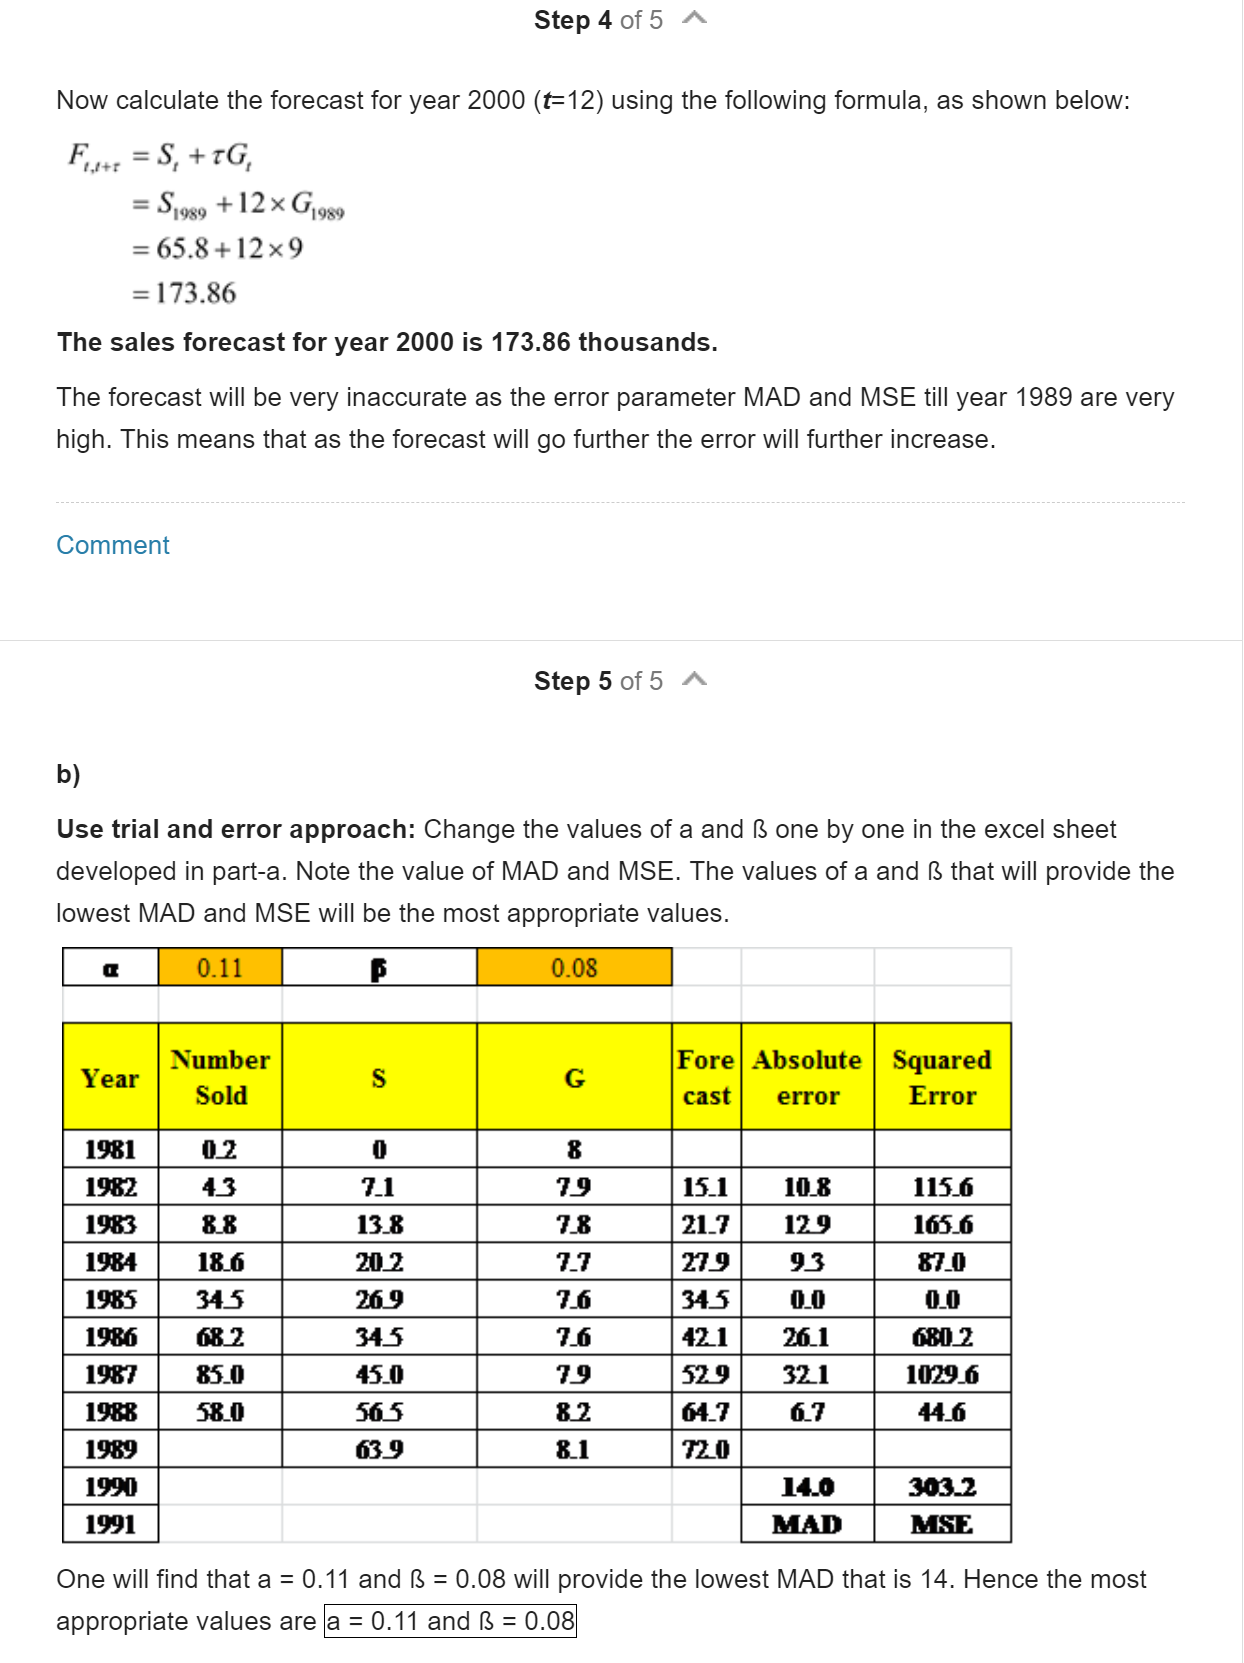 Step 4 of 5
Now calculate the forecast for year 2000 (t=12) using the following formula, as shown below:
F_{t,t+τ} = S_t + τG_t
= S_{1989} + 12 × G_{1989}
= 65.8 + 12 × 9
= 173.86
The sales forecast for year 2000 is 173.86 thousands.
The forecast will be very inaccurate as the error parameter MAD and MSE till year 1989 are very
high. This means that as the forecast will go further the error will further increase.
Comment
Step 5 of 5
b)
Use trial and error approach: Change the values of a and ß one by one in the excel sheet
developed in part-a. Note the value of MAD and MSE. The values of a and ß that will provide the
lowest MAD and MSE will be the most appropriate values.
α 0.11 β 0.08
Year Number Sold S G Fore cast Absolute error Squared Error
1981 0.2 0 8
1982 4.3 7.1 7.9 15.1 10.8 115.6
1983 8.8 13.8 7.8 21.7 12.9 165.6
1984 18.6 20.2 7.7 27.9 9.3 87.0
1985 34.5 26.9 7.6 34.5 0.0 0.0
1986 68.2 34.5 7.6 42.1 26.1 680.2
1987 85.0 45.0 7.9 52.9 32.1 1029.6
1988 58.0 56.5 8.2 64.7 6.7 44.6
1989 63.9 8.1 72.0
1990 14.0 303.2
1991 MAD MSE
One will find that a = 0.11 and ß = 0.08 will provide the lowest MAD that is 14. Hence the most
appropriate values are a = 0.11 and ß = 0.08